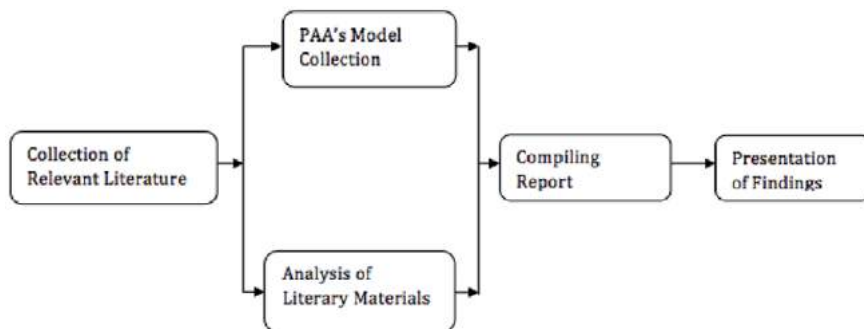 PAA's Model
Collection
Collection of
Relevant Literature
Compiling
Report
Presentation
of Findings
Analysis of
Literary Materials